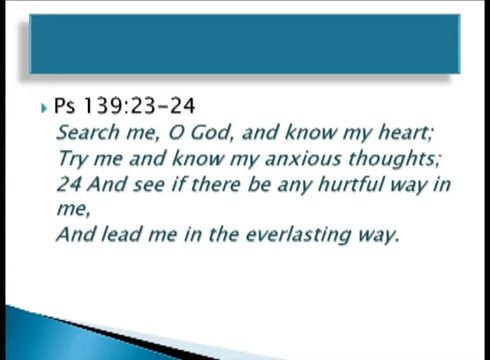 Ps 139:23-24
Search me, O God, and know my heart;
Try me and know my anxious thoughts;
24 And see if there be any hurtful way in
me,
And lead me in the everlasting way.